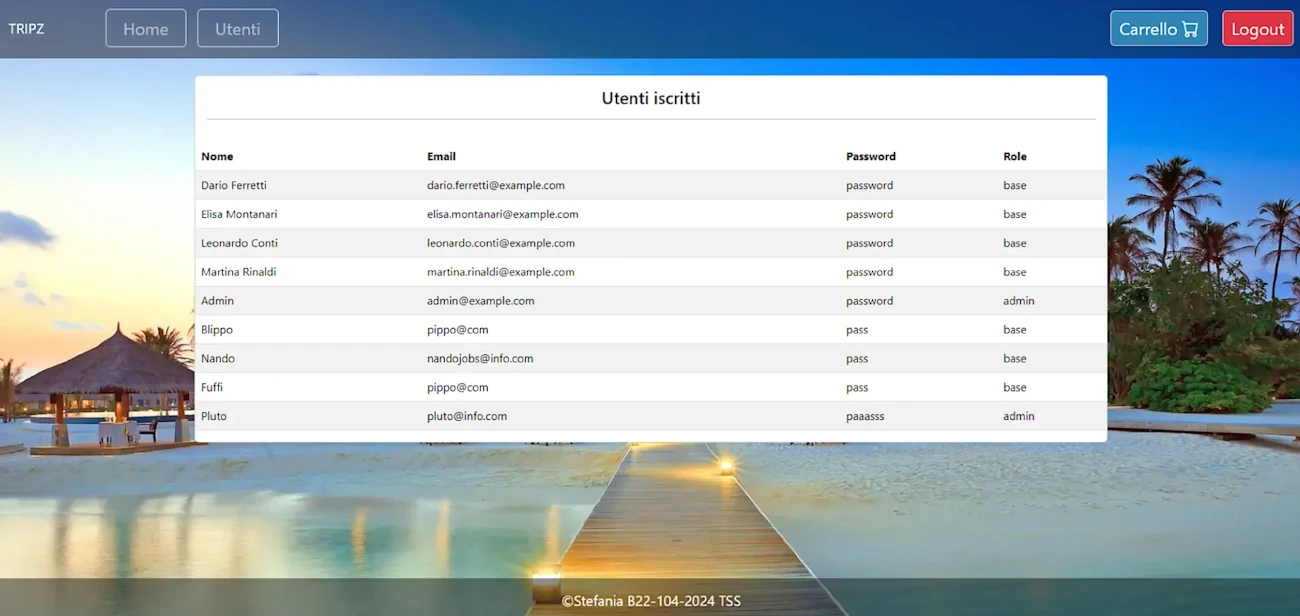 TRIPZ Home Utenti Carrello Logout
Utenti iscritti
Nome Email Password Role
Dario Ferretti dario.ferretti@example.com password base
Elisa Montanari elisa.montanari@example.com password base
Leonardo Conti leonardo.conti@example.com password base
Martina Rinaldi martina.rinaldi@example.com password base
Admin admin@example.com password admin
Blippo pippo@com pass base
Nando nandojobs@info.com pass base
Fuffi pippo@com pass base
Pluto pluto@info.com paaasss admin
©Stefania B22-104-2024 TSS